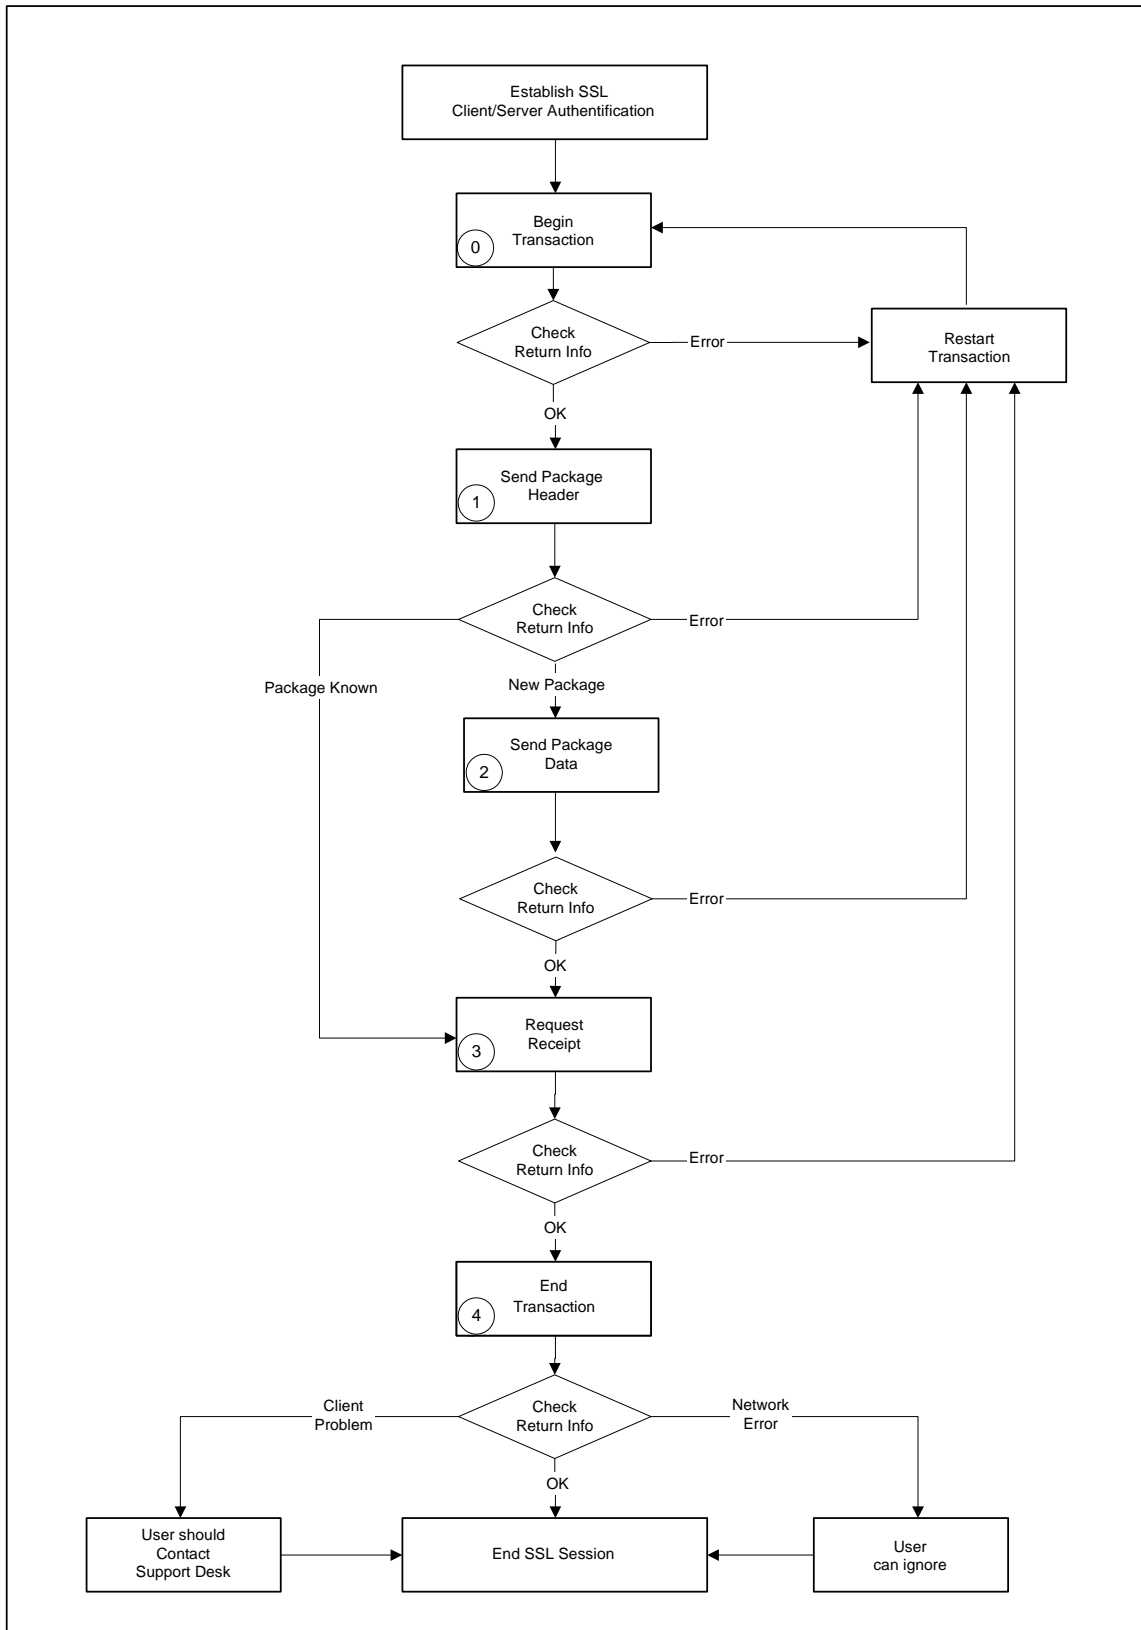 Establish SSL
Client/Server Authentification
Begin
Transaction
0
Check
Return Info
Error
Restart
Transaction
OK
Send Package
Header
1
Check
Return Info
Error
Package Known
New Package
Send Package
Data
2
Check
Return Info
Error
OK
Request
Receipt
3
Check
Return Info
Error
OK
End
Transaction
4
Client
Problem
Check
Return Info
Network
Error
OK
User should
Contact
Support Desk
End SSL Session
User
can ignore